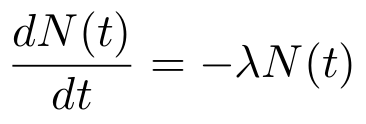 dN(t)/dt = −λN(t)